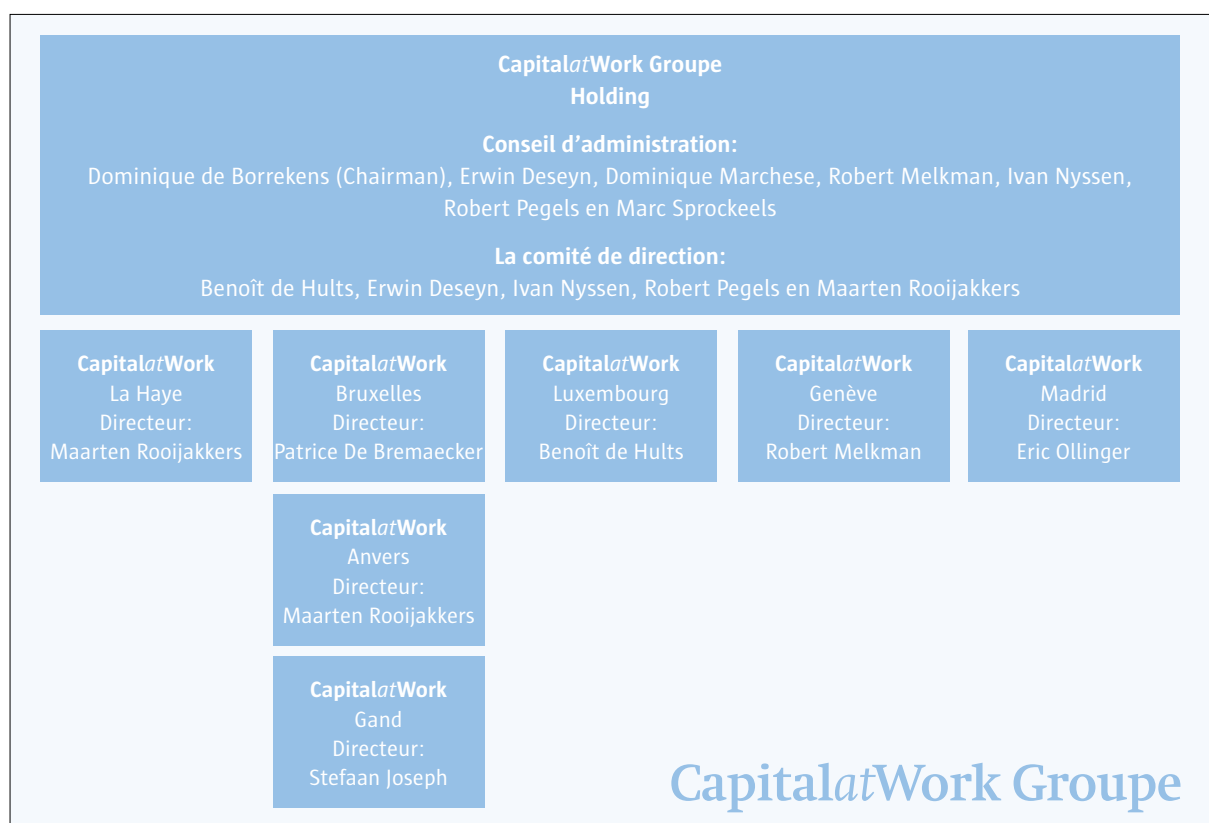 CapitalatWork Groupe
Holding
Conseil d’administration:
Dominique de Borrekens (Chairman), Erwin Deseyn, Dominique Marchese, Robert Melkman, Ivan Nyssen,
Robert Pegels en Marc Sprockeels
La comité de direction:
Benoît de Hults, Erwin Deseyn, Ivan Nyssen, Robert Pegels en Maarten Rooijakkers
CapitalatWork
La Haye
Directeur:
Maarten Rooijakkers
CapitalatWork
Bruxelles
Directeur:
Patrice De Bremaecker
CapitalatWork
Luxembourg
Directeur:
Benoît de Hults
CapitalatWork
Genève
Directeur:
Robert Melkman
CapitalatWork
Madrid
Directeur:
Eric Ollinger
CapitalatWork
Anvers
Directeur:
Maarten Rooijakkers
CapitalatWork
Gand
Directeur:
Stefaan Joseph
CapitalatWork Groupe